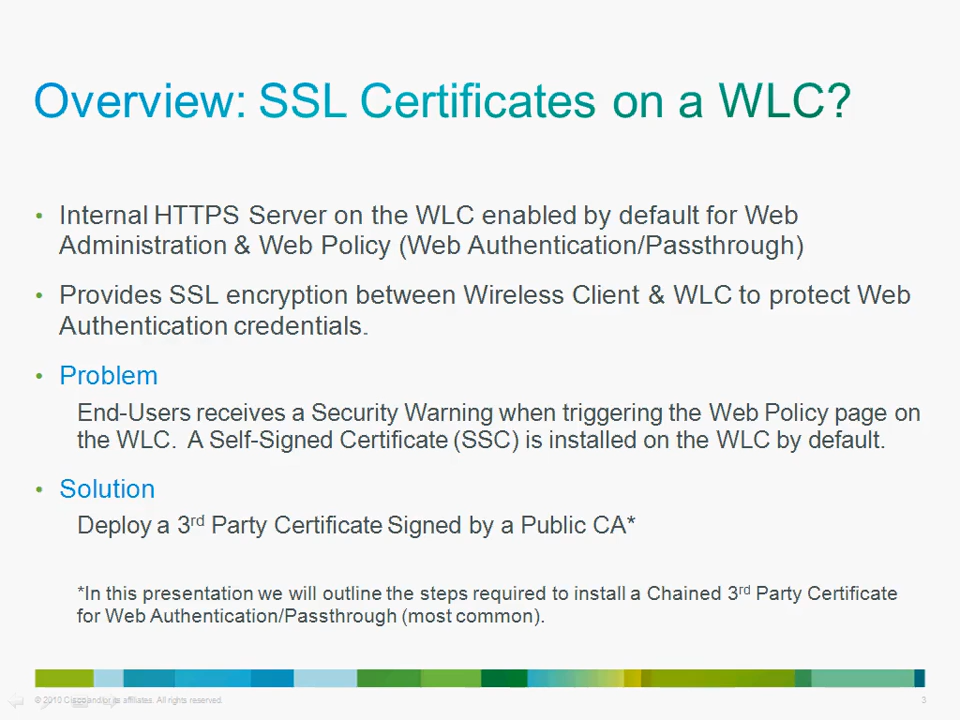 Overview: SSL Certificates on a WLC?
• Internal HTTPS Server on the WLC enabled by default for Web
Administration & Web Policy (Web Authentication/Passthrough)
• Provides SSL encryption between Wireless Client & WLC to protect Web
Authentication credentials.
• Problem
End-Users receives a Security Warning when triggering the Web Policy page on
the WLC. A Self-Signed Certificate (SSC) is installed on the WLC by default.
• Solution
Deploy a 3rd Party Certificate Signed by a Public CA*
*In this presentation we will outline the steps required to install a Chained 3rd Party Certificate
for Web Authentication/Passthrough (most common).
© 2010 Cisco and/or its affiliates. All rights reserved.
3